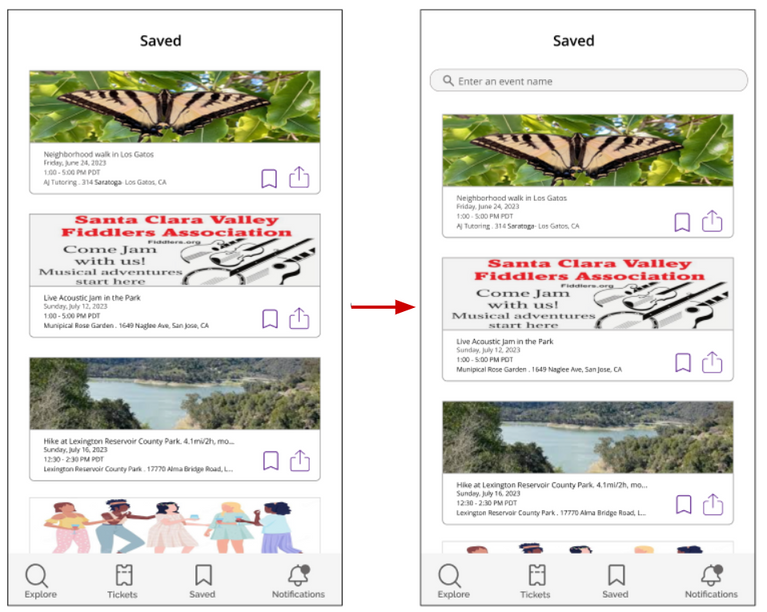 Saved
Neighborhood walk in Los Gatos
Friday, June 24, 2023
1:00 - 5:00 PM PDT
AJ Tutoring . 314 Saratoga- Los Gatos, CA
Santa Clara Valley
Fiddlers Association
Fiddlers.org
Come Jam
with us!
Musical adventures
start here
Live Acoustic Jam in the Park
Sunday, July 12, 2023
1:00 - 5:00 PM PDT
Munipical Rose Garden . 1649 Naglee Ave, San Jose, CA
Hike at Lexington Reservoir County Park. 4.1mi/2h, mo...
Sunday, July 16, 2023
12:30 - 2:30 PM PDT
Lexington Reservoir County Park . 17770 Alma Bridge Road, L...
Explore
Tickets
Saved
Notifications
Saved
Enter an event name
Neighborhood walk in Los Gatos
Friday, June 24, 2023
1:00 - 5:00 PM PDT
AJ Tutoring . 314 Saratoga- Los Gatos, CA
Santa Clara Valley
Fiddlers Association
Fiddlers.org
Come Jam
with us!
Musical adventures
start here
Live Acoustic Jam in the Park
Sunday, July 12, 2023
1:00 - 5:00 PM PDT
Munipical Rose Garden . 1649 Naglee Ave, San Jose, CA
Hike at Lexington Reservoir County Park. 4.1mi/2h, mo...
Sunday, July 16, 2023
12:30 - 2:30 PM PDT
Lexington Reservoir County Park . 17770 Alma Bridge Road, L...
Explore
Tickets
Saved
Notifications